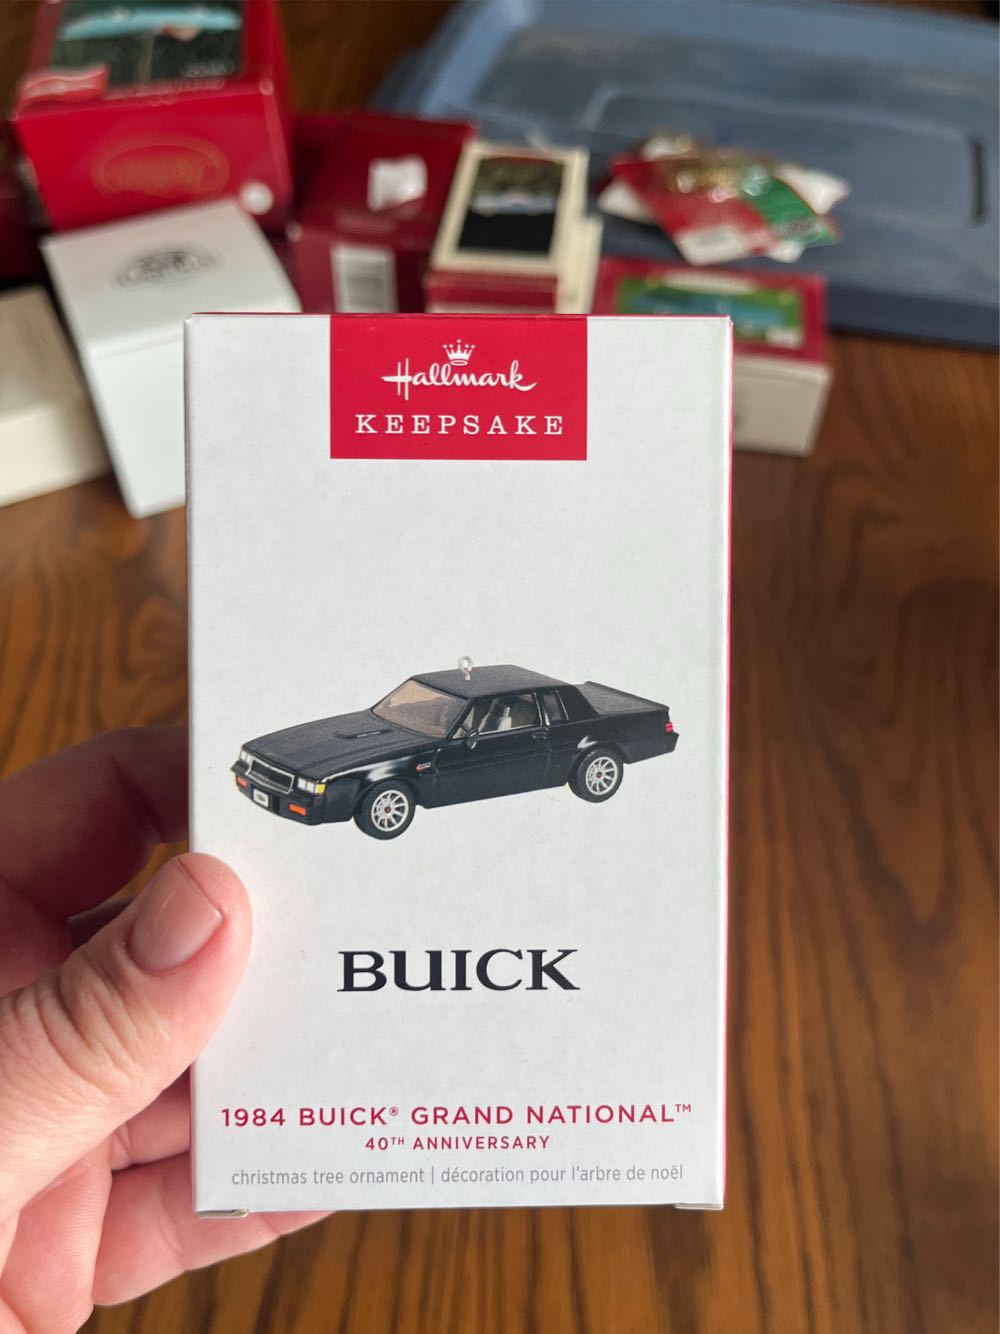 Hallmark
KEEPSAKE
BUICK
1984 BUICK® GRAND NATIONAL™
40TH ANNIVERSARY
christmas tree ornament | décoration pour l'arbre de noël